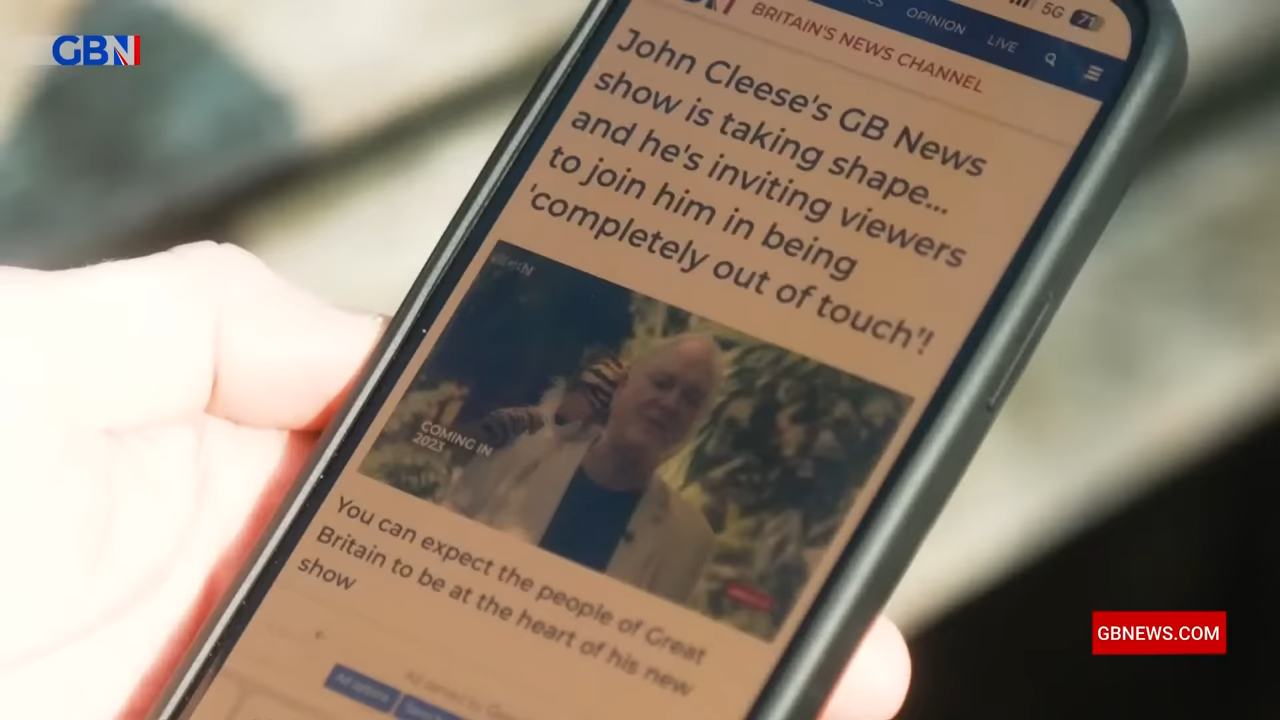 GBN
5G 71
OPINION LIVE
BRITAIN'S NEWS CHANNEL
John Cleese's GB News
show is taking shape...
and he's inviting viewers
to join him in being
'completely out of touch'!
COMING IN
2023
You can expect the people of Great
Britain to be at the heart of his new
show
GBNEWS.COM